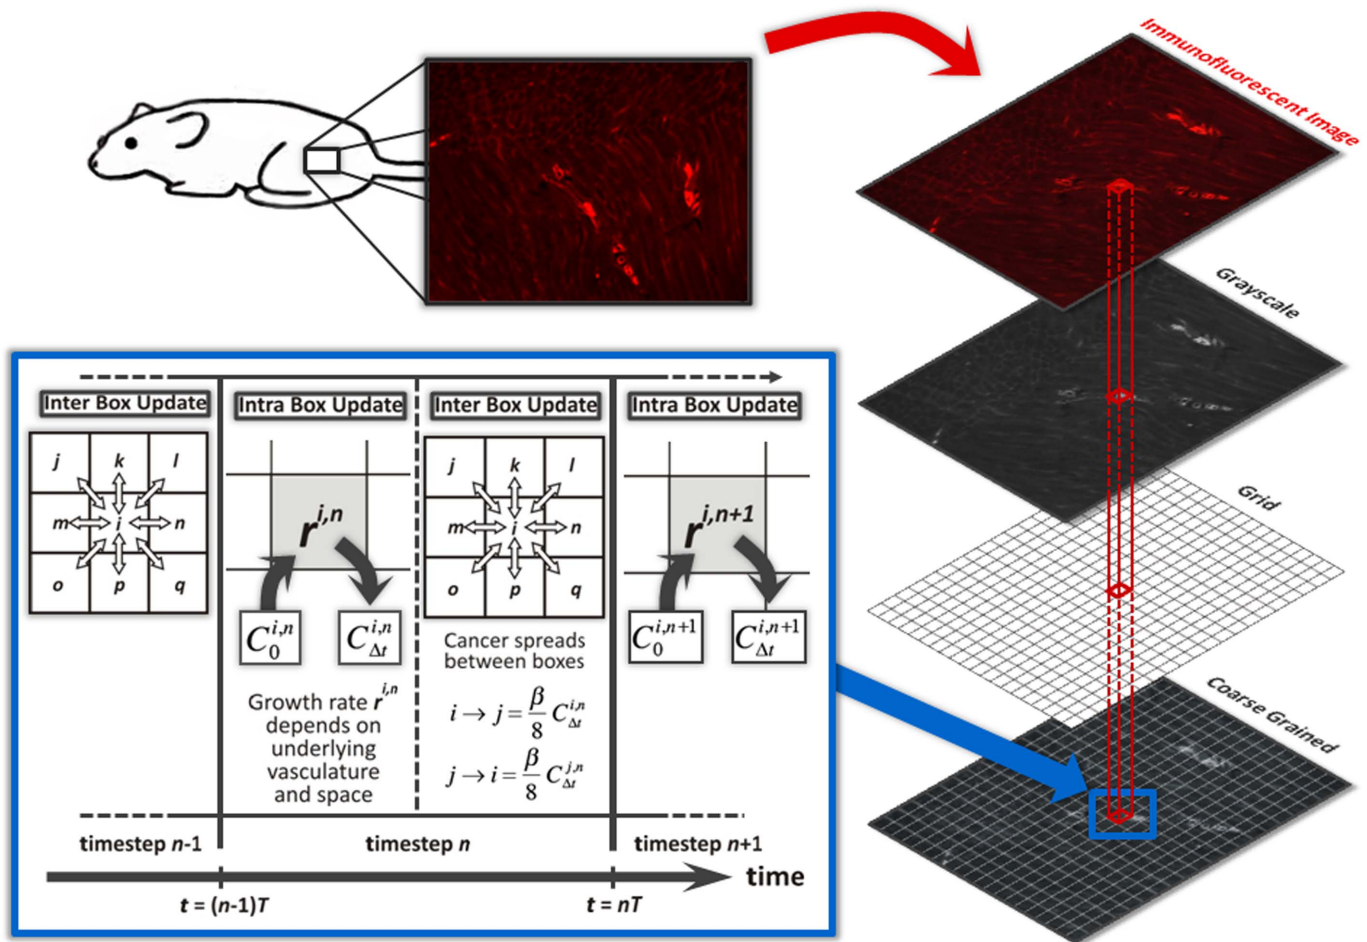 Immunofluorescent Image
Grayscale
Grid
Coarse Grained
Inter Box Update
Intra Box Update
Inter Box Update
Intra Box Update
j k l
m i n
o p q
r^{i,n}
C_0^{i,n}
C_{Δt}^{i,n}
Growth rate r^{i,n}
depends on
underlying
vasculature
and space
j k l
m i n
o p q
Cancer spreads
between boxes
i → j = \frac{β}{8} C_{Δt}^{i,n}
j → i = \frac{β}{8} C_{Δt}^{j,n}
r^{i,n+1}
C_0^{i,n+1}
C_{Δt}^{i,n+1}
timestep n-1
timestep n
timestep n+1
time
t = (n-1)T
t = nT